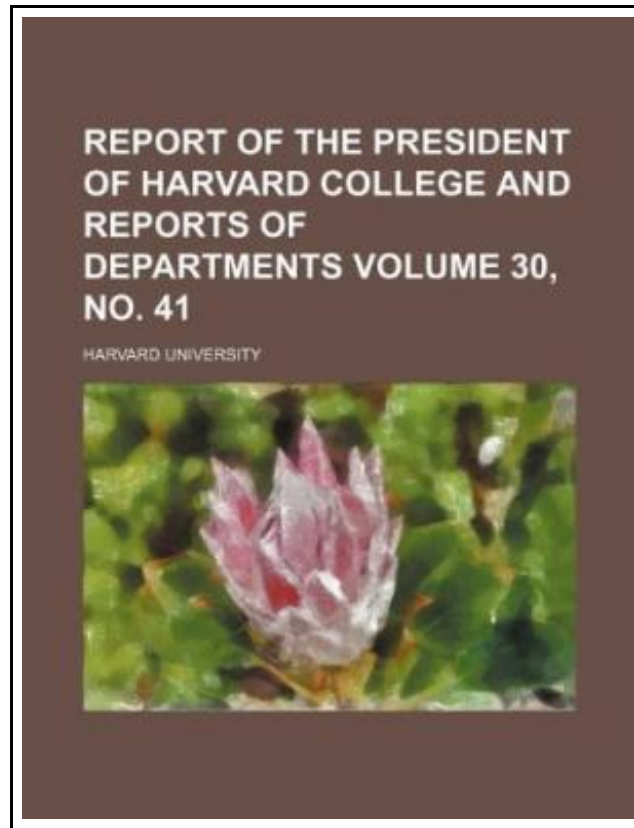 REPORT OF THE PRESIDENT
OF HARVARD COLLEGE AND
REPORTS OF
DEPARTMENTS VOLUME 30,
NO. 41
HARVARD UNIVERSITY